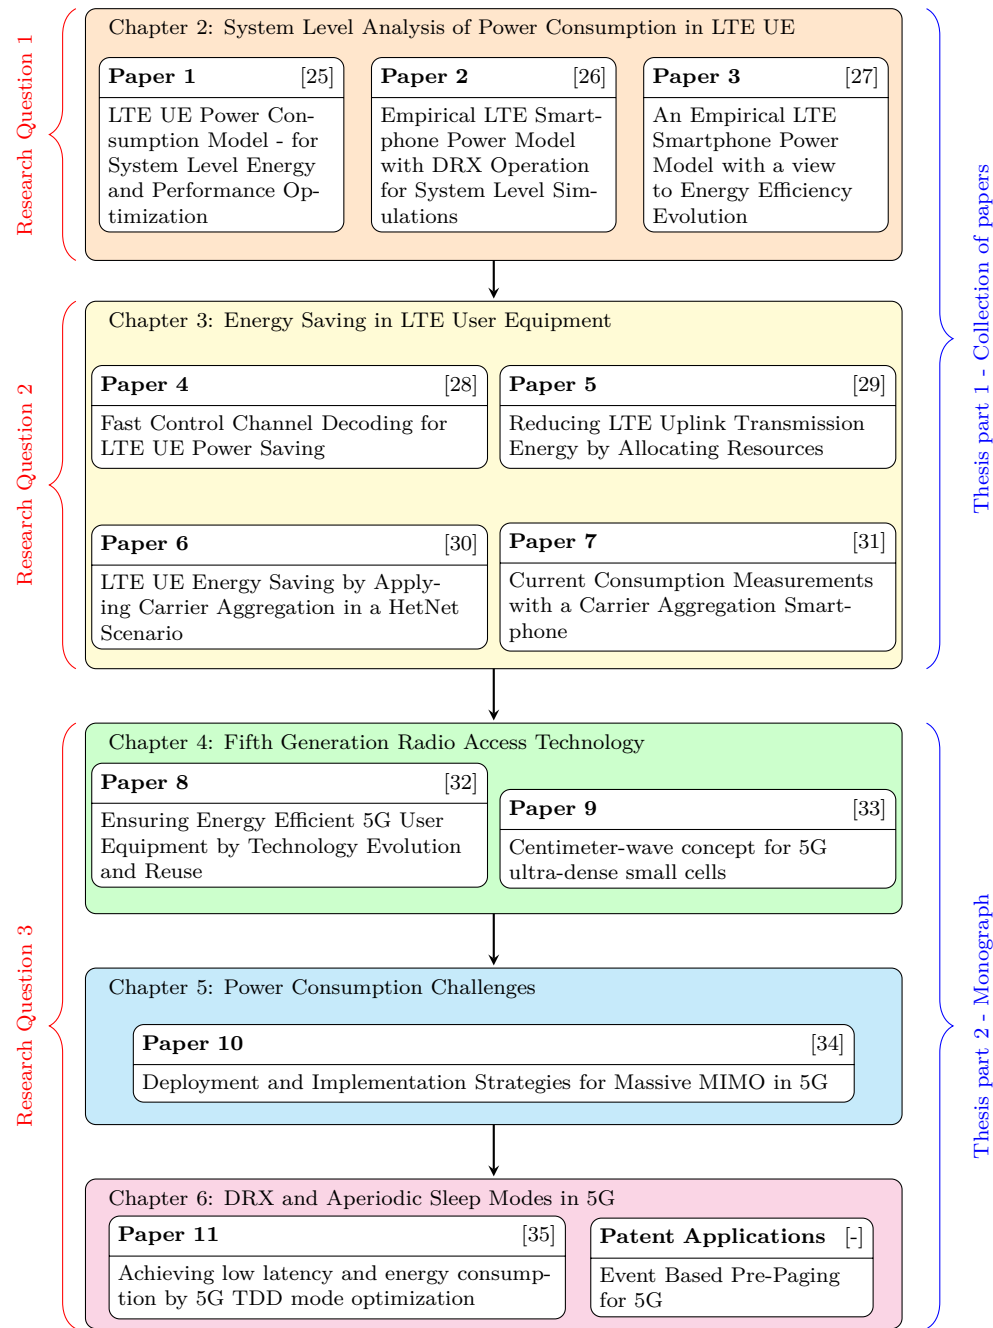 Research Question 1
Chapter 2: System Level Analysis of Power Consumption in LTE UE
Paper 1 [25]
LTE UE Power Con-
sumption Model - for
System Level Energy
and Performance Op-
timization
Paper 2 [26]
Empirical LTE Smart-
phone Power Model
with DRX Operation
for System Level Sim-
ulations
Paper 3 [27]
An Empirical LTE
Smartphone Power
Model with a view
to Energy Efficiency
Evolution
Thesis part 1 - Collection of papers
Research Question 2
Chapter 3: Energy Saving in LTE User Equipment
Paper 4 [28]
Fast Control Channel Decoding for
LTE UE Power Saving
Paper 5 [29]
Reducing LTE Uplink Transmission
Energy by Allocating Resources
Paper 6 [30]
LTE UE Energy Saving by Apply-
ing Carrier Aggregation in a HetNet
Scenario
Paper 7 [31]
Current Consumption Measurements
with a Carrier Aggregation Smart-
phone
Research Question 3
Chapter 4: Fifth Generation Radio Access Technology
Paper 8 [32]
Ensuring Energy Efficient 5G User
Equipment by Technology Evolution
and Reuse
Paper 9 [33]
Centimeter-wave concept for 5G
ultra-dense small cells
Thesis part 2 - Monograph
Chapter 5: Power Consumption Challenges
Paper 10 [34]
Deployment and Implementation Strategies for Massive MIMO in 5G
Chapter 6: DRX and Aperiodic Sleep Modes in 5G
Paper 11 [35]
Achieving low latency and energy consump-
tion by 5G TDD mode optimization
Patent Applications [-]
Event Based Pre-Paging
for 5G